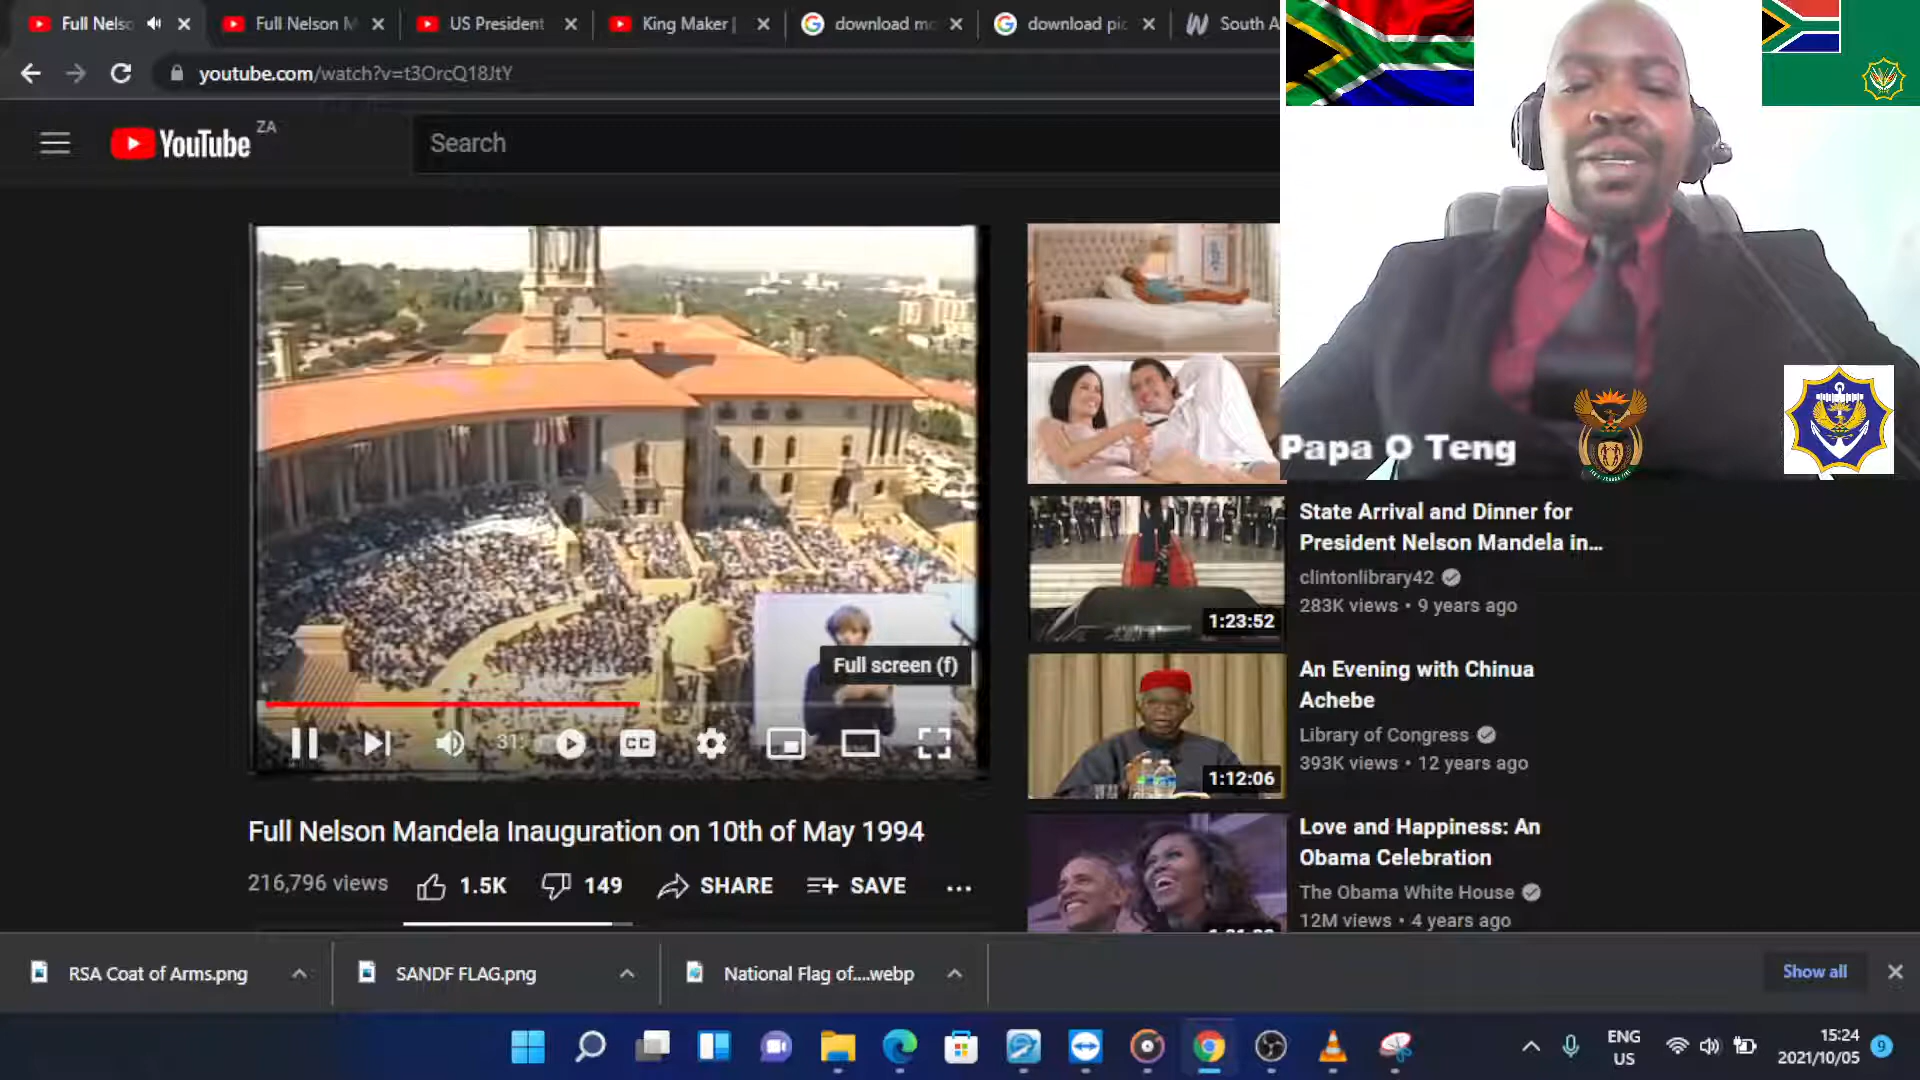 Full Nelso
Full Nelson M
US President
King Maker |
download mo
download pic
South A
youtube.com/watch?v=t3OrcQ18JtY
YouTube
ZA
Search
Papa O Teng
Full screen (f)
31:
CC
State Arrival and Dinner for
President Nelson Mandela in...
clintonlibrary42
283K views • 9 years ago
1:23:52
An Evening with Chinua
Achebe
Library of Congress
393K views • 12 years ago
1:12:06
Love and Happiness: An
Obama Celebration
The Obama White House
12M views • 4 years ago
Full Nelson Mandela Inauguration on 10th of May 1994
216,796 views
1.5K
149
SHARE
SAVE
RSA Coat of Arms.png
SANDF FLAG.png
National Flag of....webp
Show all
ENG
US
15:24
2021/10/05
9